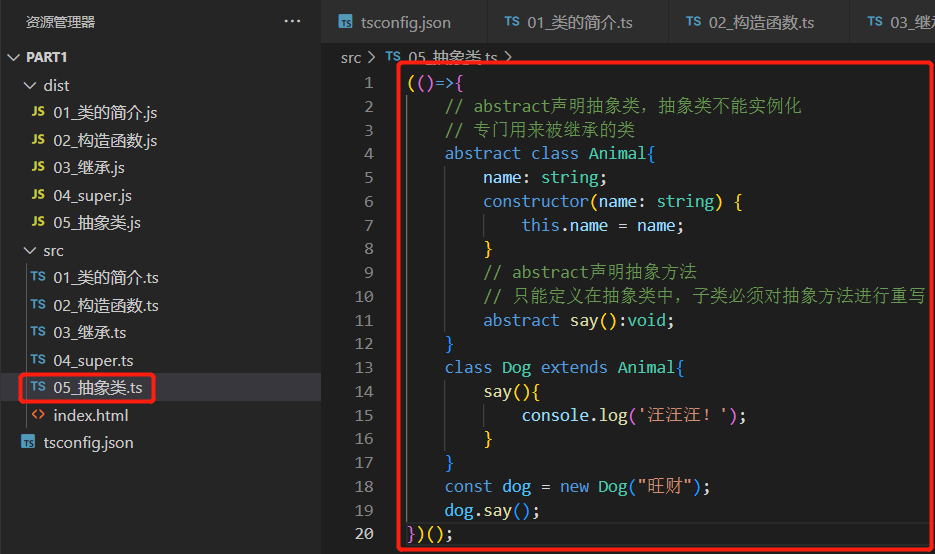 资源管理器 ···
PART1
dist
JS 01_类的简介.js
JS 02_构造函数.js
JS 03_继承.js
JS 04_super.js
JS 05_抽象类.js
src
TS 01_类的简介.ts
TS 02_构造函数.ts
TS 03_继承.ts
TS 04_super.ts
TS 05_抽象类.ts
<> index.html
TS tsconfig.json
TS tsconfig.json TS 01_类的简介.ts TS 02_构造函数.ts TS 03_
src > TS 05_抽象类.ts >
1 (()=>{
2 // abstract声明抽象类，抽象类不能实例化
3 // 专门用来被继承的类
4 abstract class Animal{
5 name: string;
6 constructor(name: string) {
7 this.name = name;
8 }
9 // abstract声明抽象方法
10 // 只能定义在抽象类中，子类必须对抽象方法进行重写
11 abstract say():void;
12 }
13 class Dog extends Animal{
14 say(){
15 console.log('汪汪汪！');
16 }
17 }
18 const dog = new Dog("旺财");
19 dog.say();
20 })();